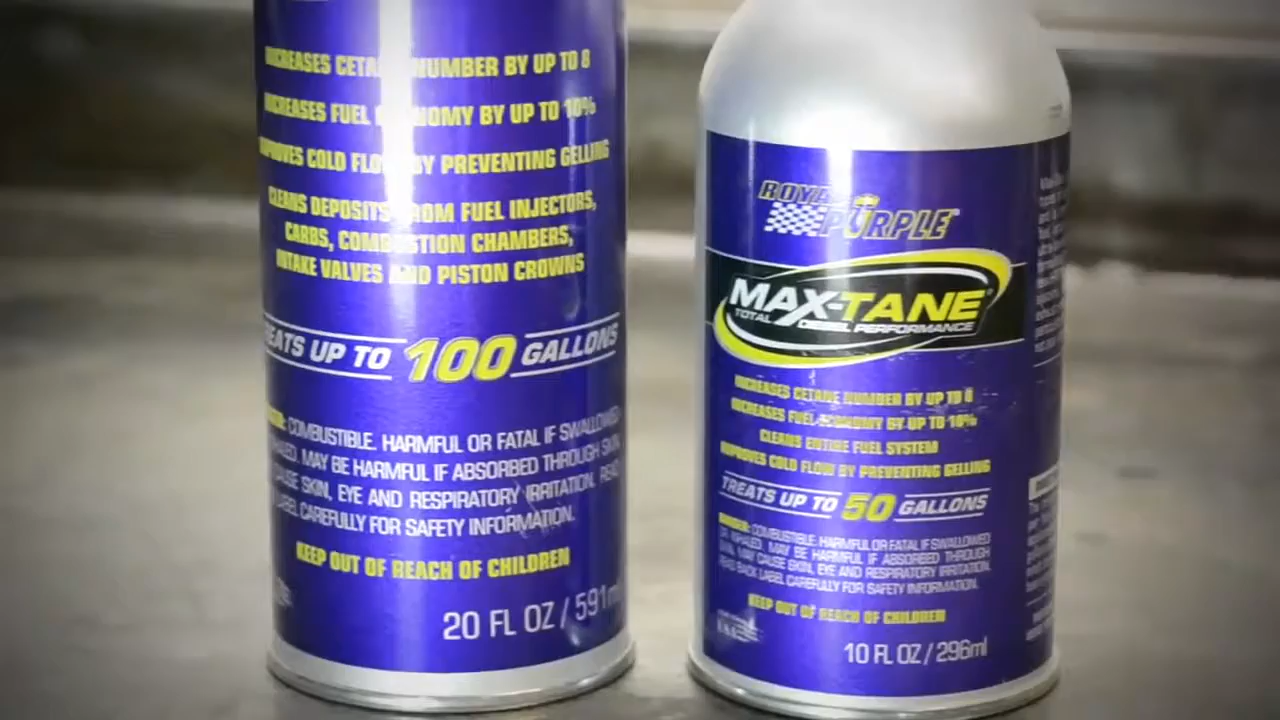 INCREASES CETANE NUMBER BY UP TO 8
INCREASES FUEL ECONOMY BY UP TO 10%
IMPROVES COLD FLOW BY PREVENTING GELLING
CLEANS DEPOSITS FROM FUEL INJECTORS,
CARBS, COMBUSTION CHAMBERS,
INTAKE VALVES AND PISTON CROWNS
TREATS UP TO 100 GALLONS
COMBUSTIBLE. HARMFUL OR FATAL IF SWALLOWED
MAY BE HARMFUL IF ABSORBED THROUGH SKIN,
SKIN, EYE AND RESPIRATORY IRRITATION. READ
LABEL CAREFULLY FOR SAFETY INFORMATION.
KEEP OUT OF REACH OF CHILDREN
20 FL OZ / 591ml
ROYAL
PURPLE
MAX-TANE®
TOTAL DIESEL PERFORMANCE
INCREASES CETANE NUMBER BY UP TO 8
INCREASES FUEL ECONOMY BY UP TO 10%
CLEANS ENTIRE FUEL SYSTEM
IMPROVES COLD FLOW BY PREVENTING GELLING
TREATS UP TO 50 GALLONS
DANGER: COMBUSTIBLE. HARMFUL OR FATAL IF SWALLOWED
OR INHALED. MAY BE HARMFUL IF ABSORBED THROUGH
SKIN, MAY CAUSE SKIN, EYE AND RESPIRATORY IRRITATION.
READ BACK LABEL CAREFULLY FOR SAFETY INFORMATION.
KEEP OUT OF REACH OF CHILDREN
10 FL OZ / 296ml